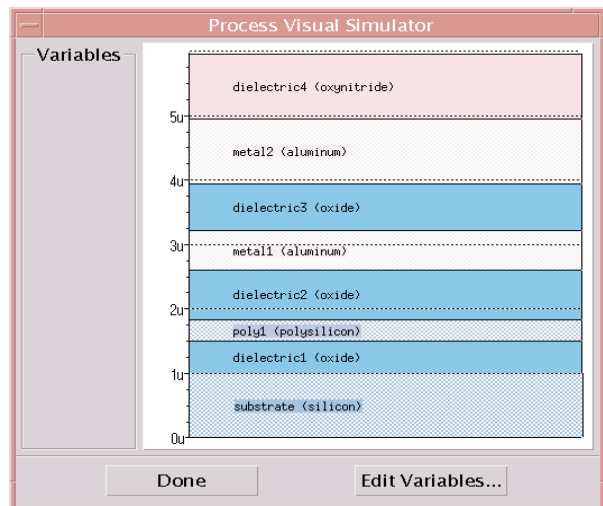 Process Visual Simulator
Variables
dielectric4 (oxynitride)
5u
metal2 (aluminum)
4u
dielectric3 (oxide)
3u
metal1 (aluminum)
dielectric2 (oxide)
2u
poly1 (polysilicon)
dielectric1 (oxide)
1u
substrate (silicon)
0u
Done
Edit Variables...